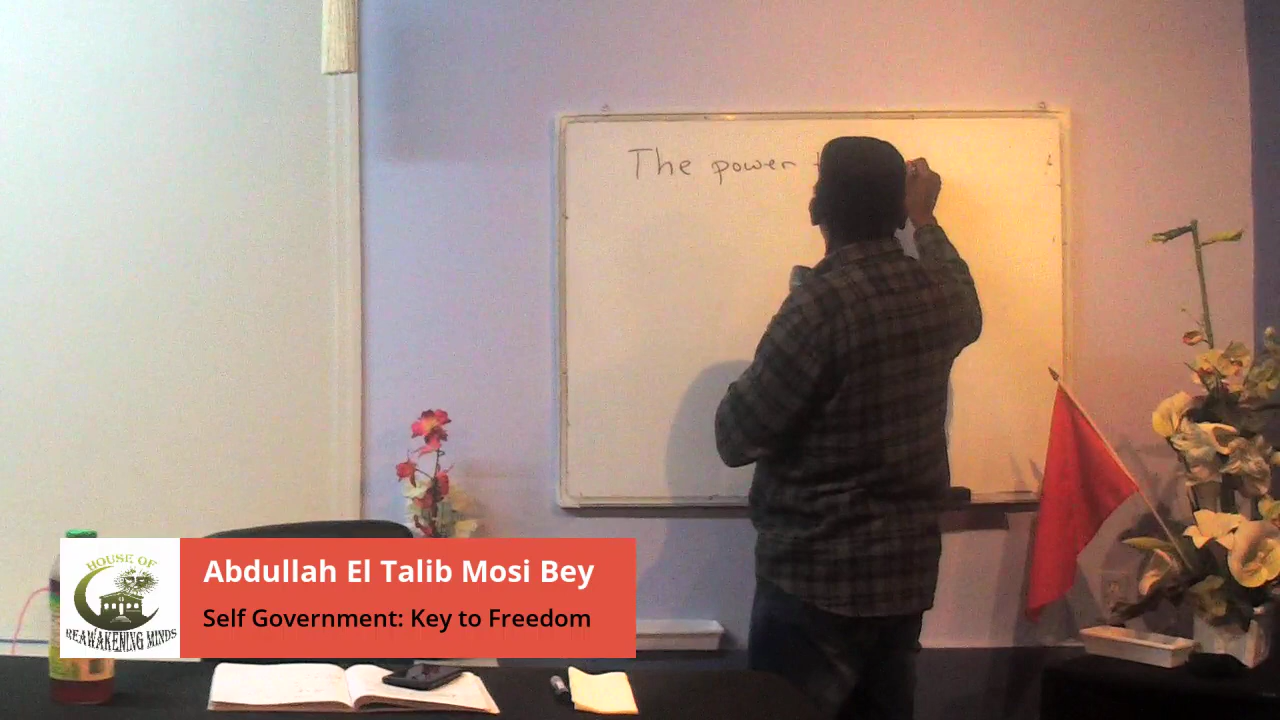 The power
Abdullah El Talib Mosi Bey
Self Government: Key to Freedom
HOUSE OF
REAWAKENING MINDS